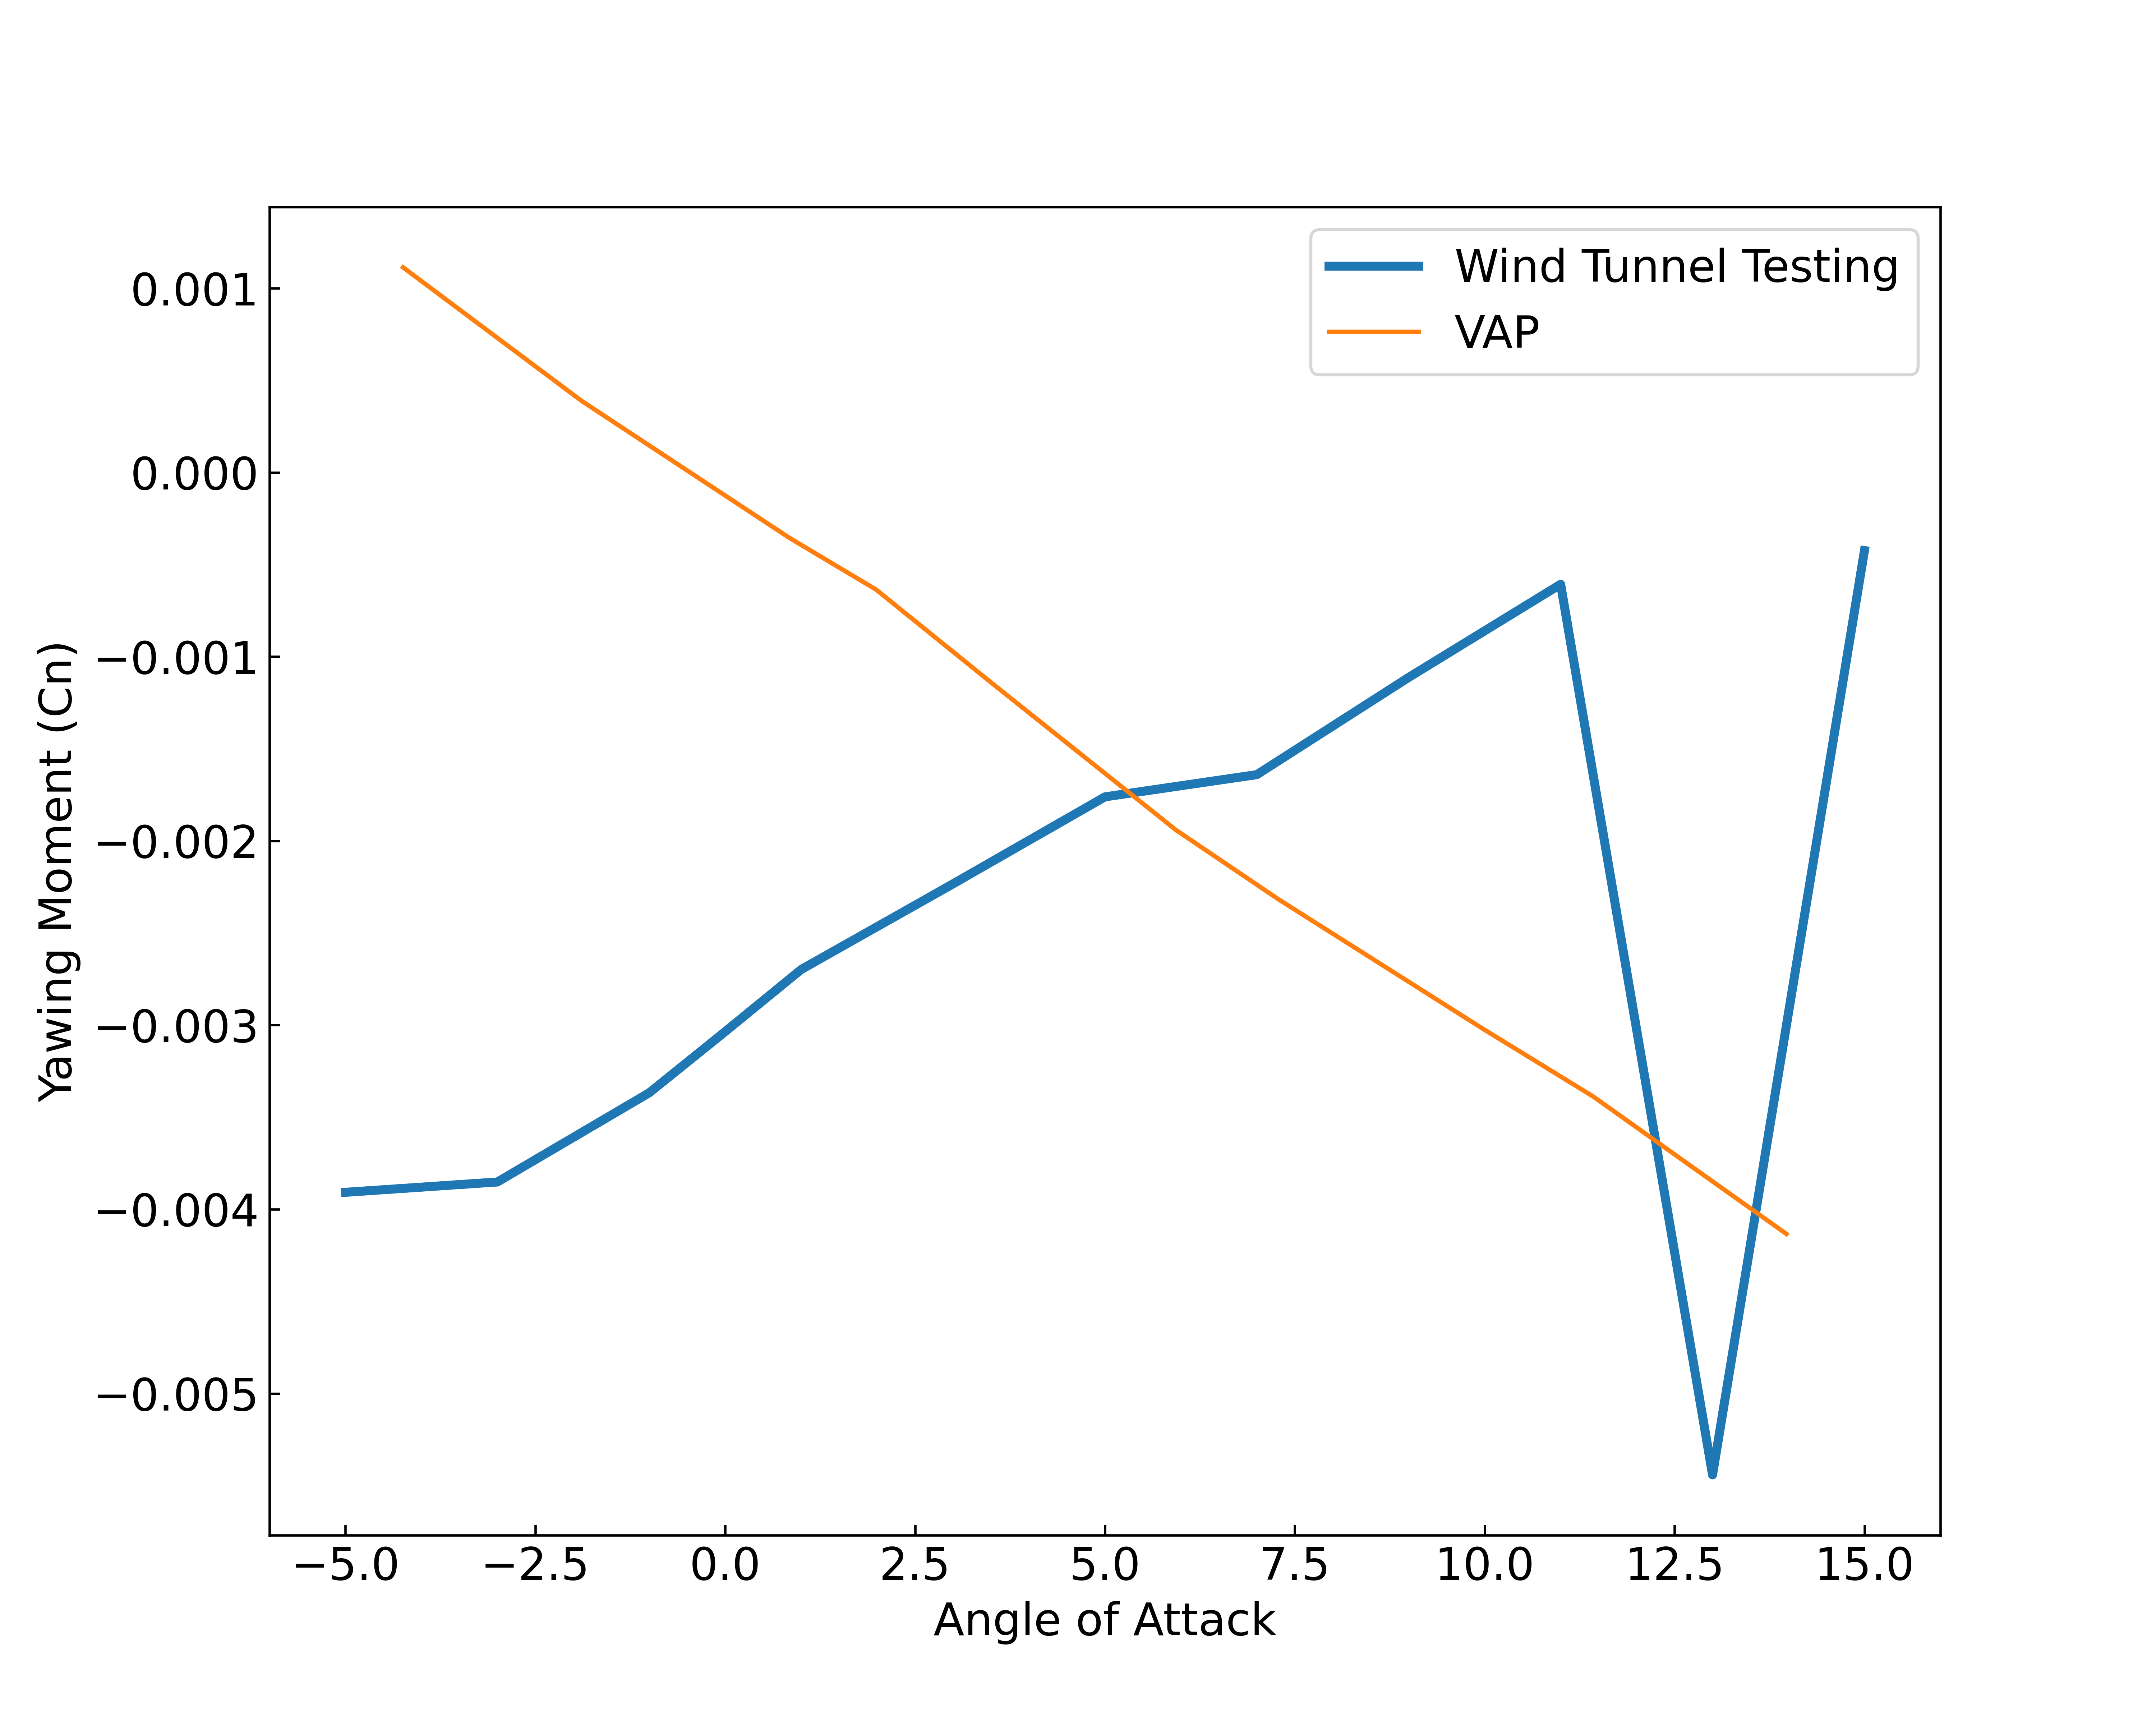 Wind Tunnel Testing
VAP
0.001
0.000
−0.001
−0.002
−0.003
−0.004
−0.005
Yawing Moment (Cn)
−5.0 −2.5 0.0 2.5 5.0 7.5 10.0 12.5 15.0
Angle of Attack